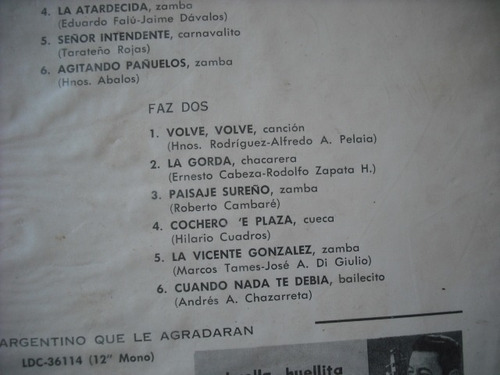 4. LA ATARDECIDA, zamba
(Eduardo Falú-Jaime Dávalos)
5. SEÑOR INTENDENTE, carnavalito
(Tarateño Rojas)
6. AGITANDO PAÑUELOS, zamba
(Hnos. Abalos)
FAZ DOS
1. VOLVE, VOLVE, canción
(Hnos. Rodríguez-Alfredo A. Pelaia)
2. LA GORDA, chacarera
(Ernesto Cabeza-Rodolfo Zapata H.)
3. PAISAJE SUREÑO, zamba
(Roberto Cambaré)
4. COCHERO 'E PLAZA, cueca
(Hilario Cuadros)
5. LA VICENTE GONZALEZ, zamba
(Marcos Tames-José A. Di Giulio)
6. CUANDO NADA TE DEBIA, bailecito
(Andrés A. Chazarreta)
ARGENTINO QUE LE AGRADARAN
LDC-36114 (12" Mono)
huellita